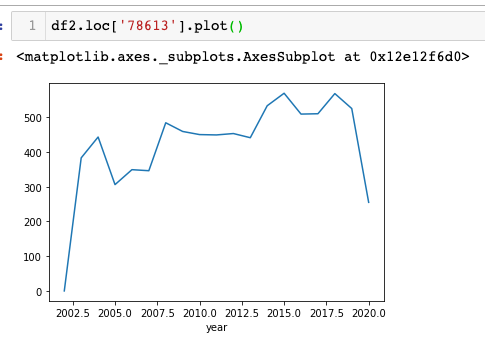 1 df2.loc['78613'].plot()
<matplotlib.axes._subplots.AxesSubplot at 0x12e12f6d0>
500
400
300
200
100
0
2002.5 2005.0 2007.5 2010.0 2012.5 2015.0 2017.5 2020.0
year